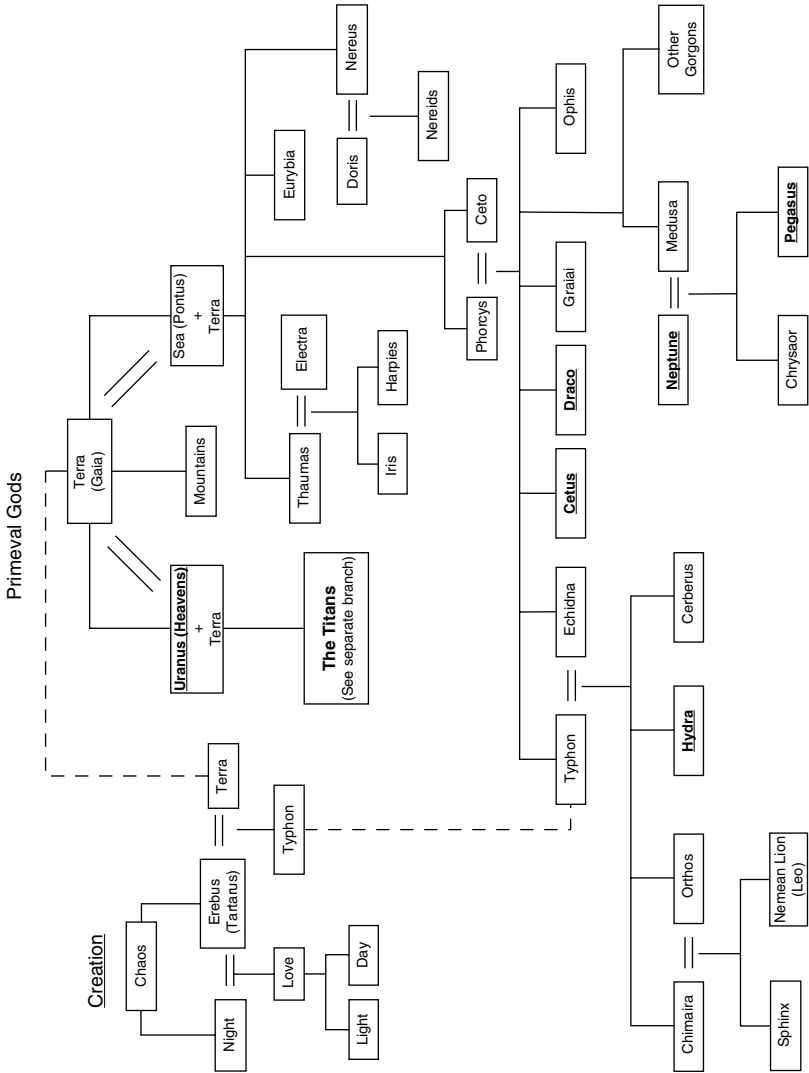 Primeval Gods
Creation
Chaos
Night
Erebus
(Tartarus)
Love
Light
Day
Terra
Typhon
Terra
(Gaia)
Uranus (Heavens)
+
Terra
Mountains
Sea (Pontus)
+
Terra
The Titans
(See separate branch)
Thaumas
Electra
Iris
Harpies
Eurybia
Doris
Nereus
Nereids
Phorcys
Ceto
Typhon
Echidna
Cetus
Draco
Graiai
Ophis
Chimaira
Orthos
Hydra
Cerberus
Sphinx
Nemean Lion
(Leo)
Neptune
Medusa
Other
Gorgons
Chrysaor
Pegasus